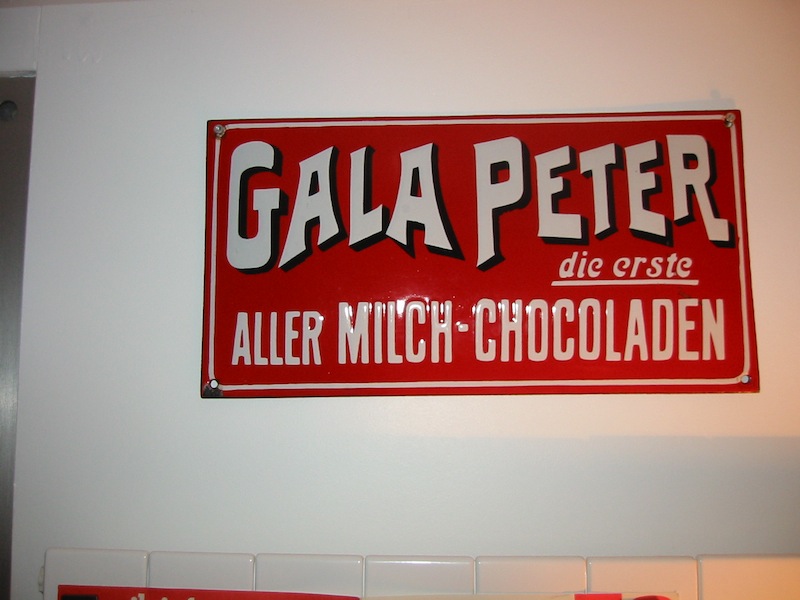 GALA PETER
die erste
ALLER MILCH-CHOCOLADEN